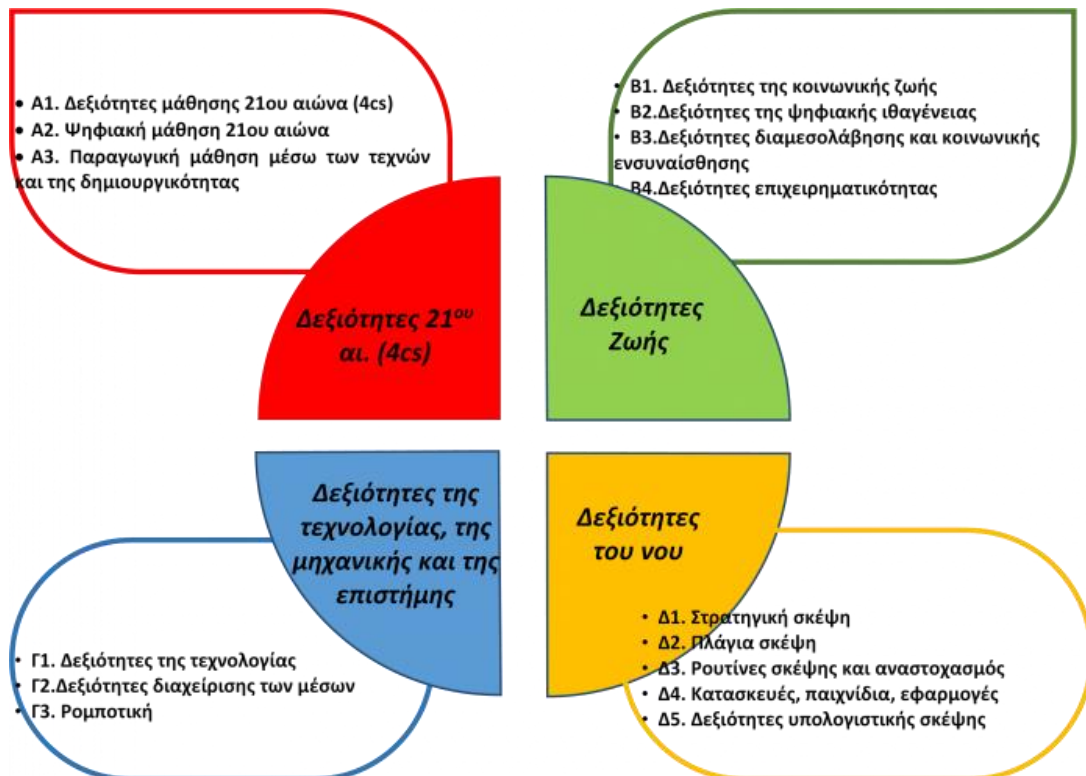 • Α1. Δεξιότητες μάθησης 21ου αιώνα (4cs)
• Α2. Ψηφιακή μάθηση 21ου αιώνα
• Α3. Παραγωγική μάθηση μέσω των τεχνών
και της δημιουργικότητας
Δεξιότητες 21ου
αι. (4cs)
• Β1. Δεξιότητες της κοινωνικής ζωής
• Β2.Δεξιότητες της ψηφιακής ιθαγένειας
• Β3.Δεξιότητες διαμεσολάβησης και κοινωνικής
ενσυναίσθησης
• Β4.Δεξιότητες επιχειρηματικότητας
Δεξιότητες
Ζωής
Δεξιότητες της
τεχνολογίας, της
μηχανικής και της
επιστήμης
• Γ1. Δεξιότητες της τεχνολογίας
• Γ2.Δεξιότητες διαχείρισης των μέσων
• Γ3. Ρομποτική
Δεξιότητες
του νου
• Δ1. Στρατηγική σκέψη
• Δ2. Πλάγια σκέψη
• Δ3. Ρουτίνες σκέψης και αναστοχασμός
• Δ4. Κατασκευές, παιχνίδια, εφαρμογές
• Δ5. Δεξιότητες υπολογιστικής σκέψης